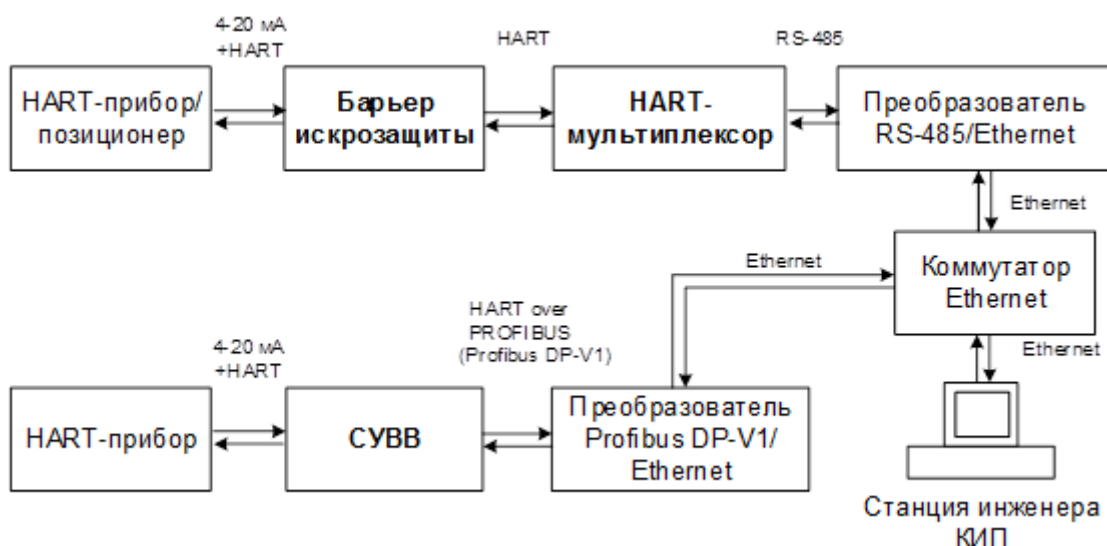 4-20 мА
+HART
HART
RS-485
HART-прибор/
позиционер
Барьер
искрозащиты
HART-
мультиплексор
Преобразователь
RS-485/Ethernet
Ethernet
Ethernet
Коммутатор
Ethernet
HART over
PROFIBUS
(Profibus DP-V1)
4-20 мА
+HART
Ethernet
HART-прибор
СУВВ
Преобразователь
Profibus DP-V1/
Ethernet
Станция инженера
КИП